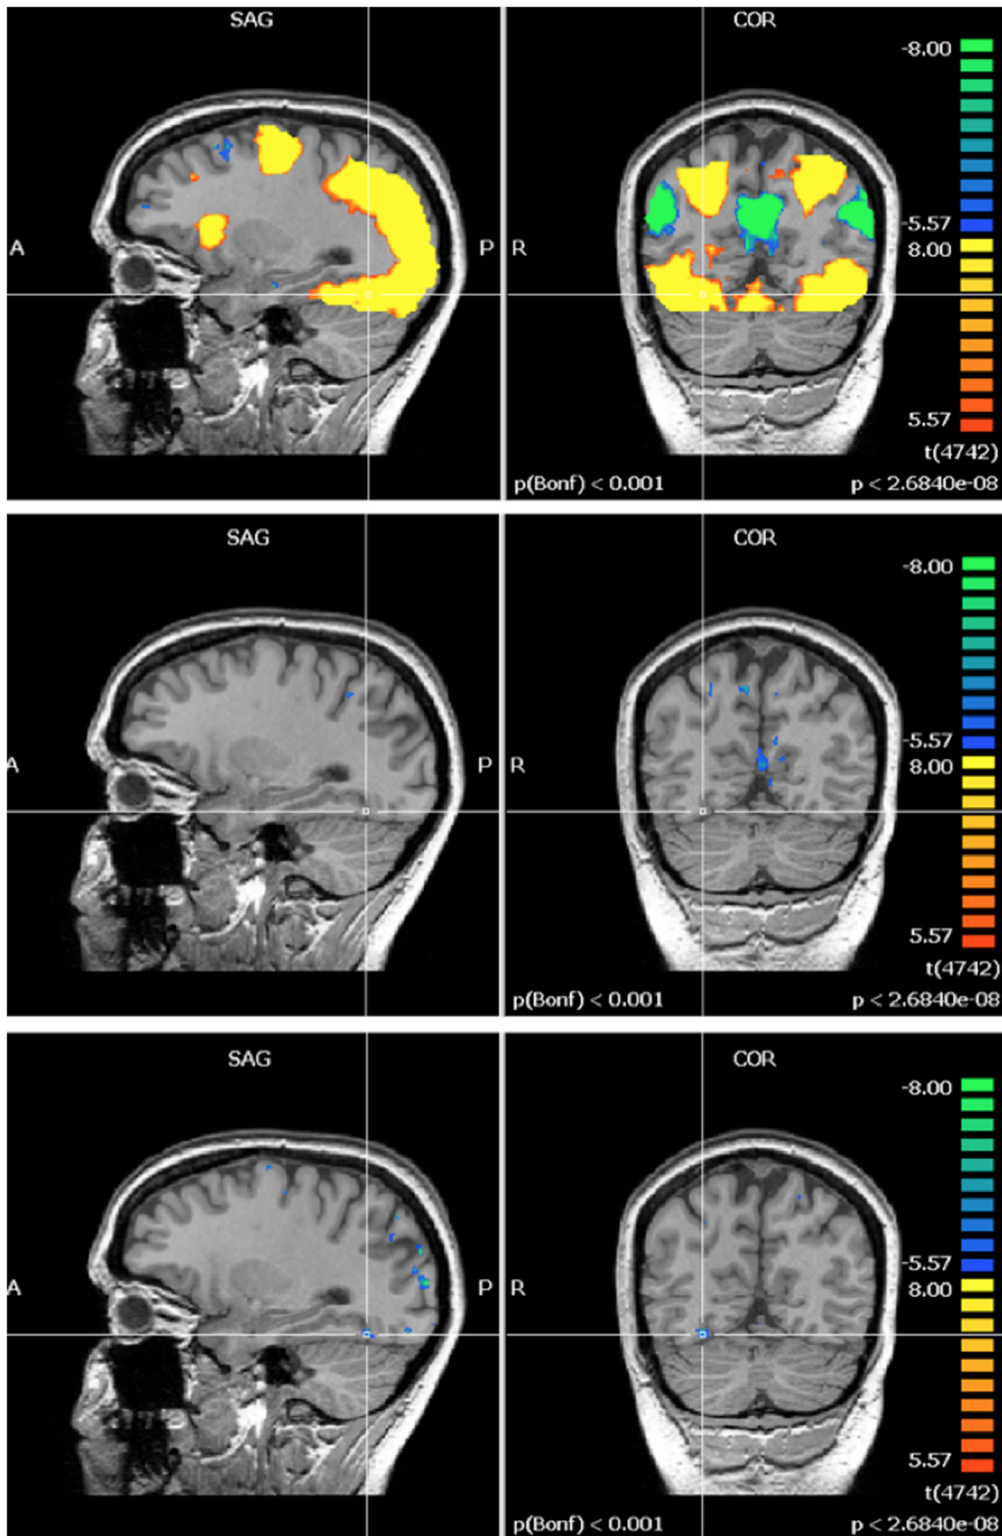 SAG COR
-8.00
A P R -5.57
8.00
5.57
t(4742)
p(Bonf) < 0.001 p < 2.6840e-08
SAG COR
-8.00
A P R -5.57
8.00
5.57
t(4742)
p(Bonf) < 0.001 p < 2.6840e-08
SAG COR
-8.00
A P R -5.57
8.00
5.57
t(4742)
p(Bonf) < 0.001 p < 2.6840e-08